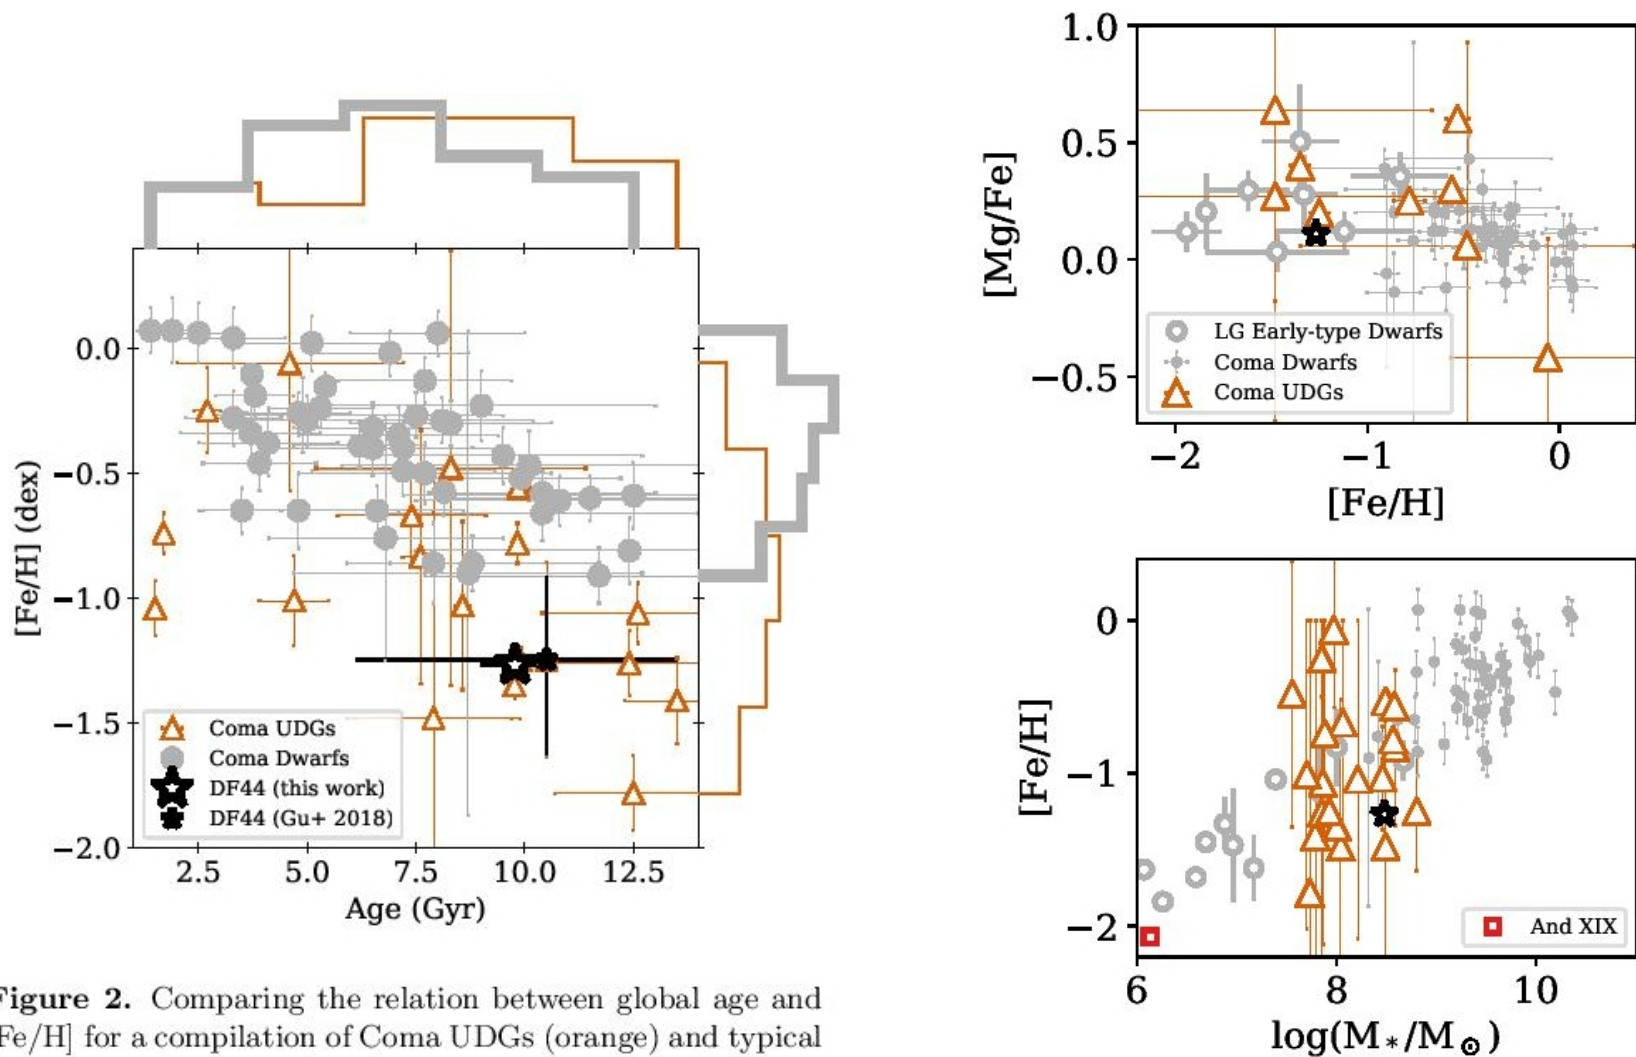 0.0
−0.5
−1.0
−1.5
−2.0
[Fe/H] (dex)
Coma UDGs
Coma Dwarfs
DF44 (this work)
DF44 (Gu+ 2018)
2.5 5.0 7.5 10.0 12.5
Age (Gyr)
Figure 2. Comparing the relation between global age and
Fe/H] for a compilation of Coma UDGs (orange) and typical
1.0
0.5
0.0
−0.5
[Mg/Fe]
LG Early-type Dwarfs
Coma Dwarfs
Coma UDGs
−2 −1 0
[Fe/H]
0
−1
−2
[Fe/H]
And XIX
6 8 10
log(M*/M⊙)